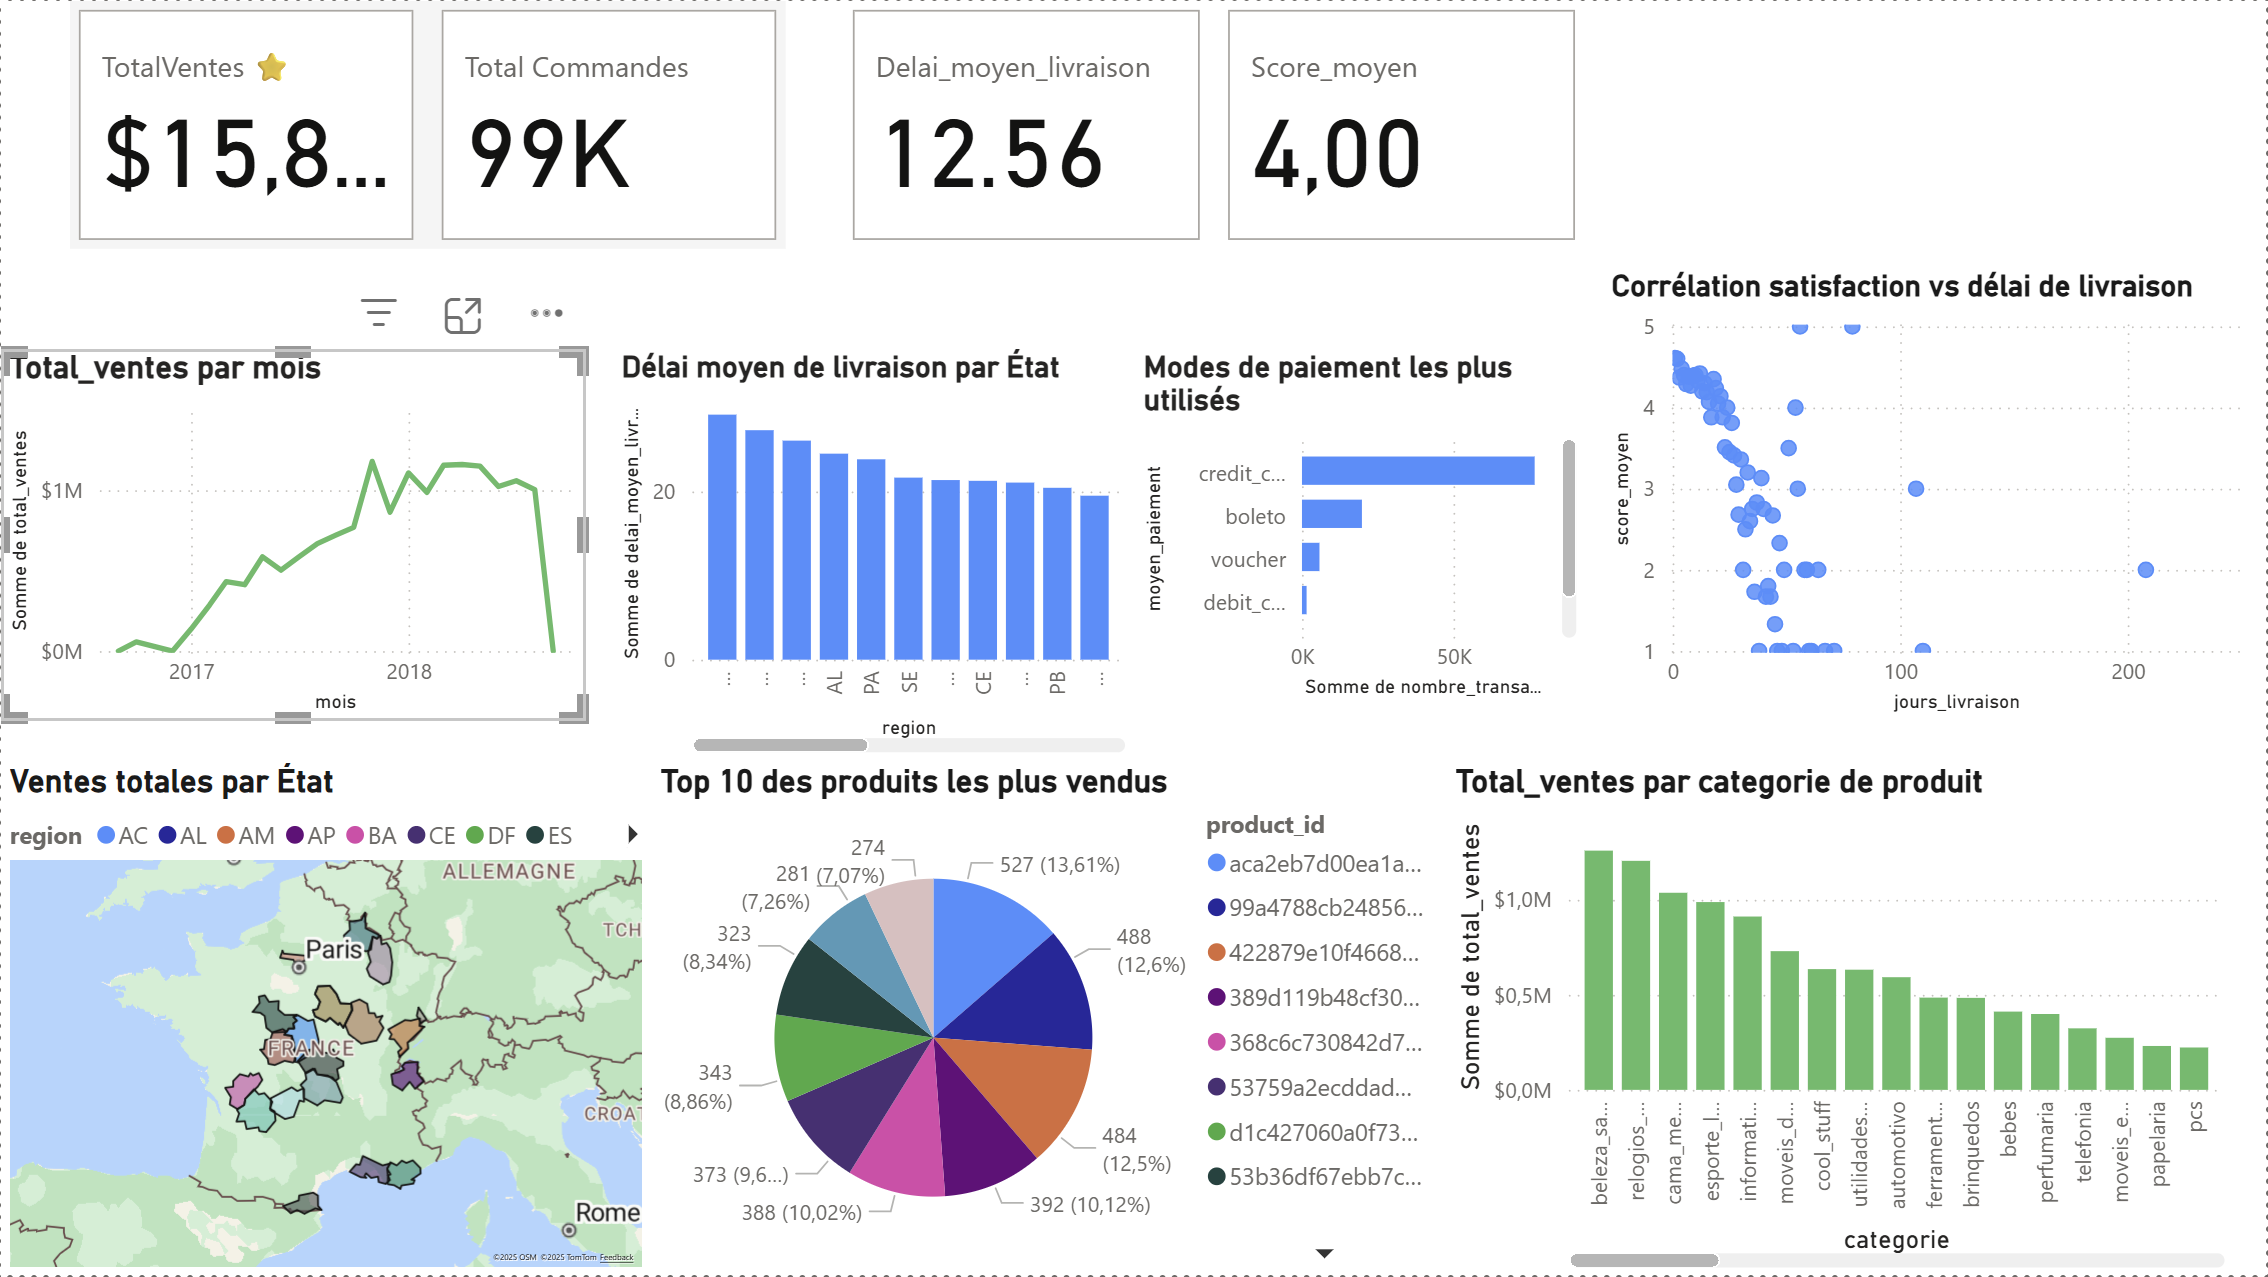 TotalVentes ⭐
$15,8...
Total Commandes
99K
Delai_moyen_livraison
12.56
Score_moyen
4,00
Total_ventes par mois
Somme de total_ventes
$1M
$0M
2017
2018
mois
Délai moyen de livraison par État
Somme de delai_moyen_livr...
20
0
...
...
...
AL
PA
SE
...
CE
...
PB
...
region
Modes de paiement les plus
utilisés
moyen_paiement
credit_c...
boleto
voucher
debit_c...
0K
50K
Somme de nombre_transa...
Corrélation satisfaction vs délai de livraison
score_moyen
5
4
3
2
1
0
100
200
jours_livraison
Ventes totales par État
region AC AL AM AP BA CE DF ES
ALLEMAGNE
TCH
Paris
FRANCE
CROAT
Rome
©2025 OSM ©2025 TomTom Feedback
Top 10 des produits les plus vendus
527 (13,61%)
488
(12,6%)
484
(12,5%)
392 (10,12%)
388 (10,02%)
373 (9,6...)
343
(8,86%)
323
(8,34%)
281
(7,26%)
274
(7,07%)
product_id
aca2eb7d00ea1a...
99a4788cb24856...
422879e10f4668...
389d119b48cf30...
368c6c730842d7...
53759a2ecddad...
d1c427060a0f73...
53b36df67ebb7c...
Total_ventes par categorie de produit
Somme de total_ventes
$1,0M
$0,5M
$0,0M
beleza_sa...
relogios_...
cama_me...
esporte_l...
informati...
moveis_d...
cool_stuff
utilidades...
automotivo
ferrament...
brinquedos
bebes
perfumaria
telefonia
moveis_e...
papelaria
pcs
categorie